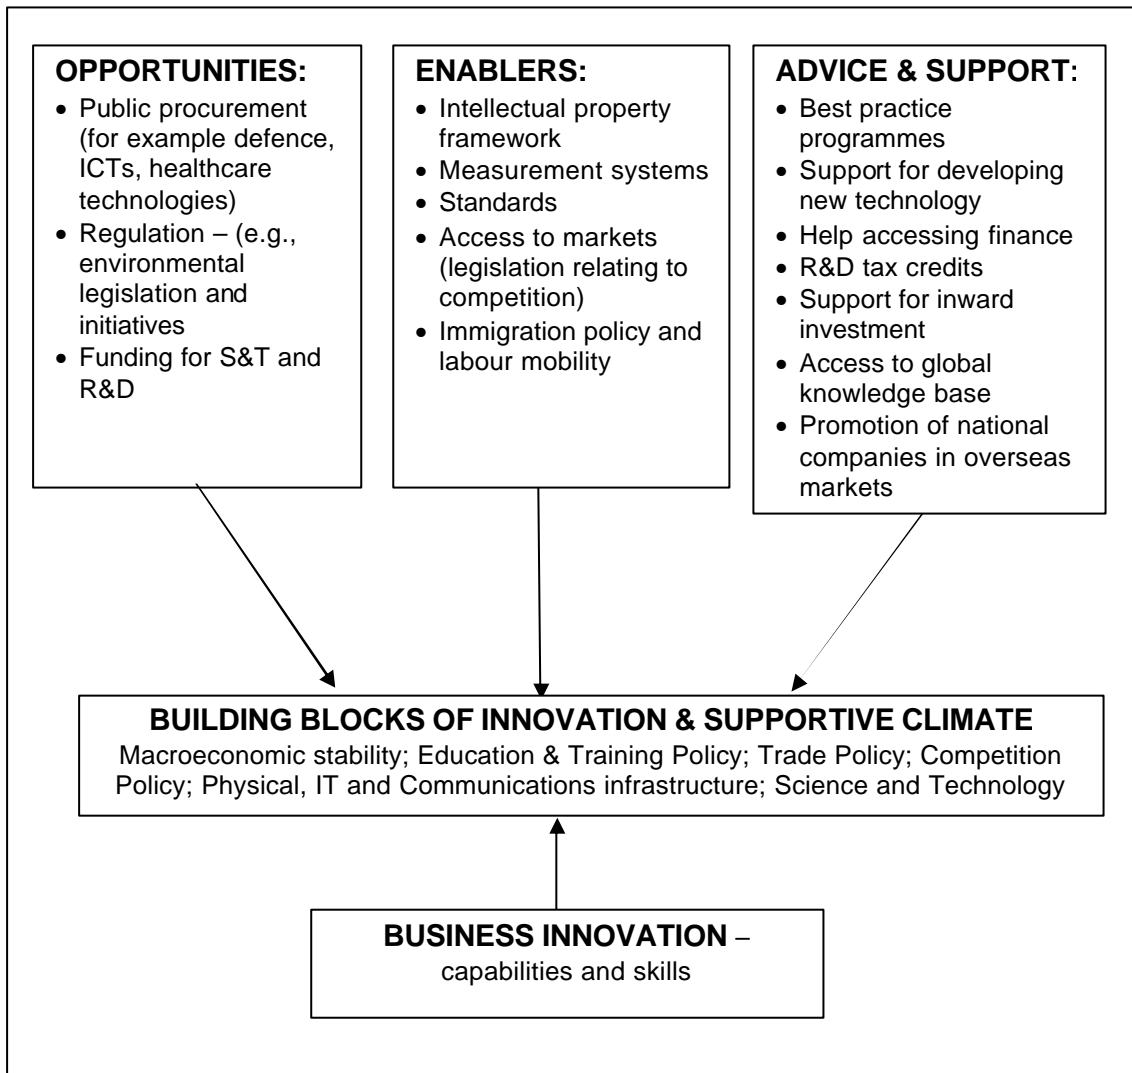 OPPORTUNITIES:
• Public procurement
(for example defence,
ICTs, healthcare
technologies)
• Regulation – (e.g.,
environmental
legislation and
initiatives
• Funding for S&T and
R&D
ENABLERS:
• Intellectual property
framework
• Measurement systems
• Standards
• Access to markets
(legislation relating to
competition)
• Immigration policy and
labour mobility
ADVICE & SUPPORT:
• Best practice
programmes
• Support for developing
new technology
• Help accessing finance
• R&D tax credits
• Support for inward
investment
• Access to global
knowledge base
• Promotion of national
companies in overseas
markets
BUILDING BLOCKS OF INNOVATION & SUPPORTIVE CLIMATE
Macroeconomic stability; Education & Training Policy; Trade Policy; Competition
Policy; Physical, IT and Communications infrastructure; Science and Technology
BUSINESS INNOVATION –
capabilities and skills